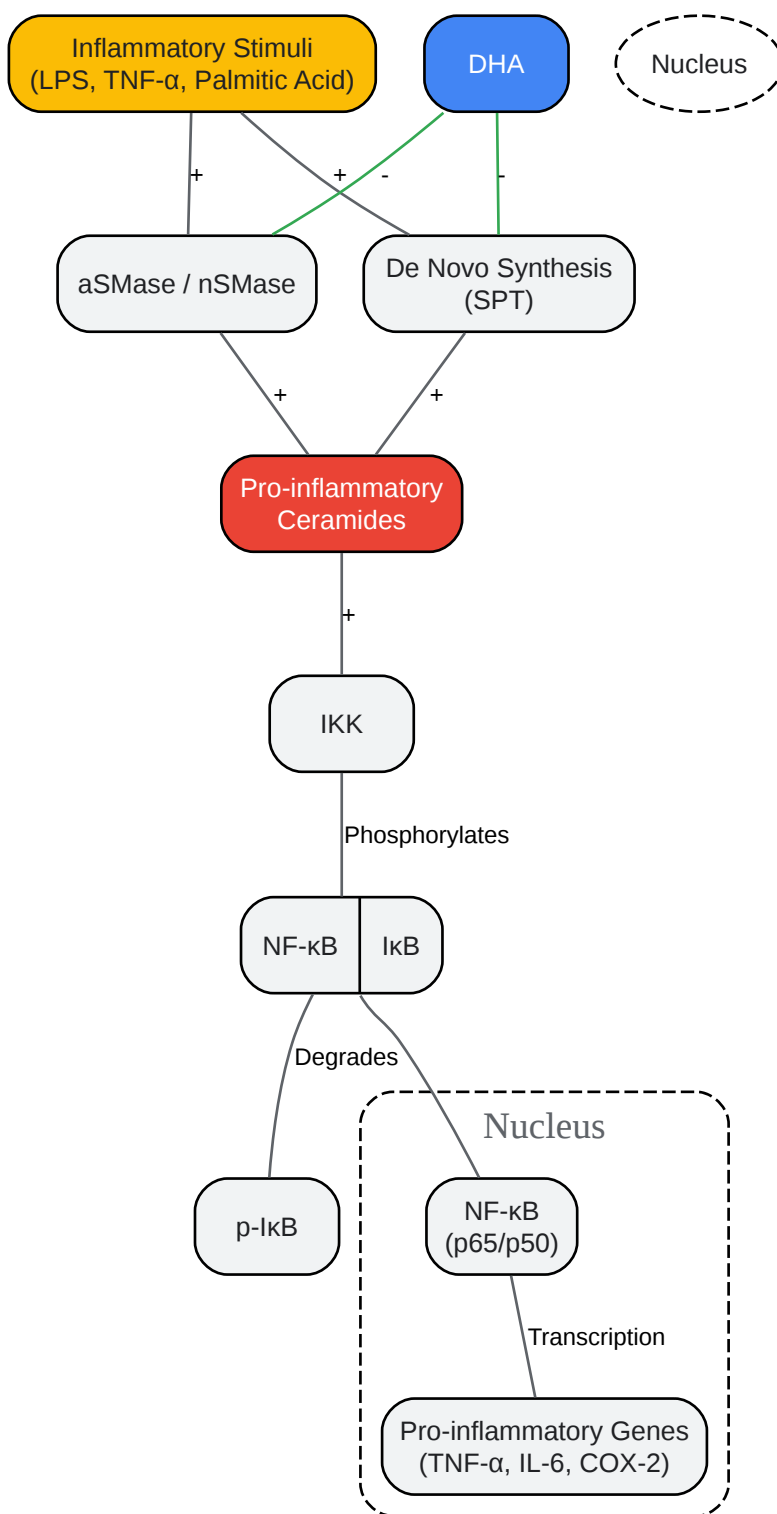 Inflammatory Stimuli
(LPS, TNF-α, Palmitic Acid)
DHA
Nucleus
+
+
-
-
aSMase / nSMase
De Novo Synthesis
(SPT)
+
+
Pro-inflammatory
Ceramides
+
IKK
Phosphorylates
NF-κB
IκB
Degrades
Nucleus
p-IκB
NF-κB
(p65/p50)
Transcription
Pro-inflammatory Genes
(TNF-α, IL-6, COX-2)